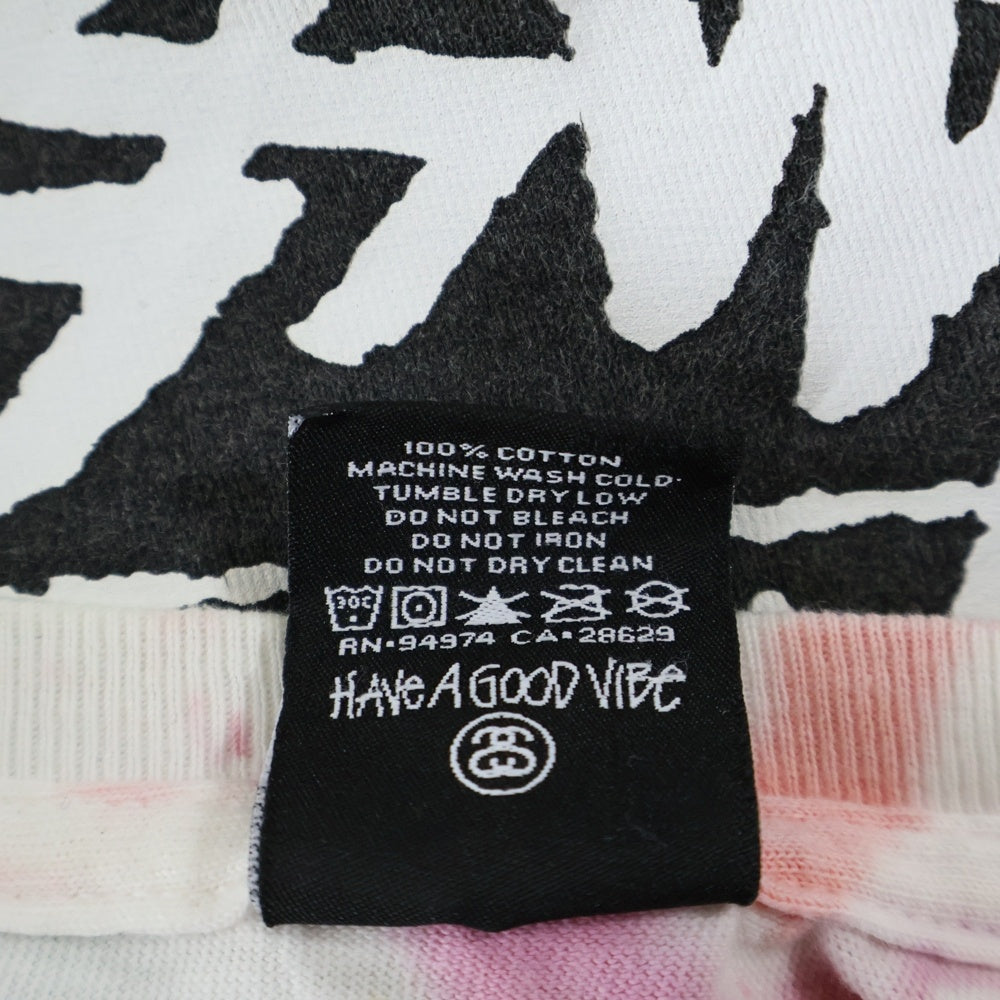 100% COTTON
MACHINE WASH COLD
TUMBLE DRY LOW
DO NOT BLEACH
DO NOT IRON
DO NOT DRY CLEAN
30C
RN•94974 CA•28629
HAVE A GOOD VIBE